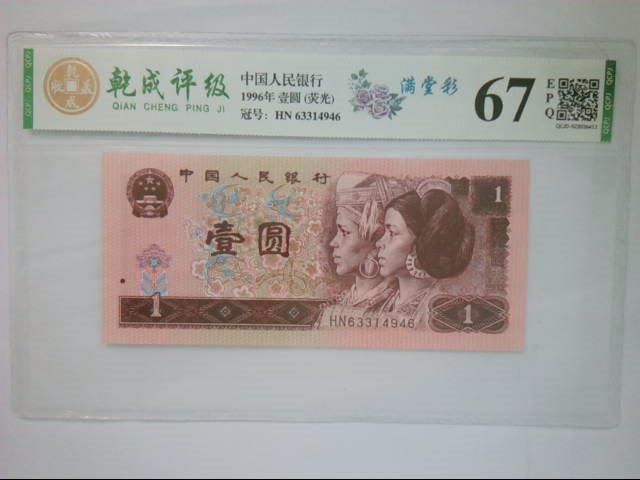 乾成评级
QIAN CHENG PING JI
中国人民银行
1996年 壹圆 (荧光)
冠号: HN 63314946
满堂彩
67
EPQ
中国人民银行
壹圆
1
1
1
HN63314946